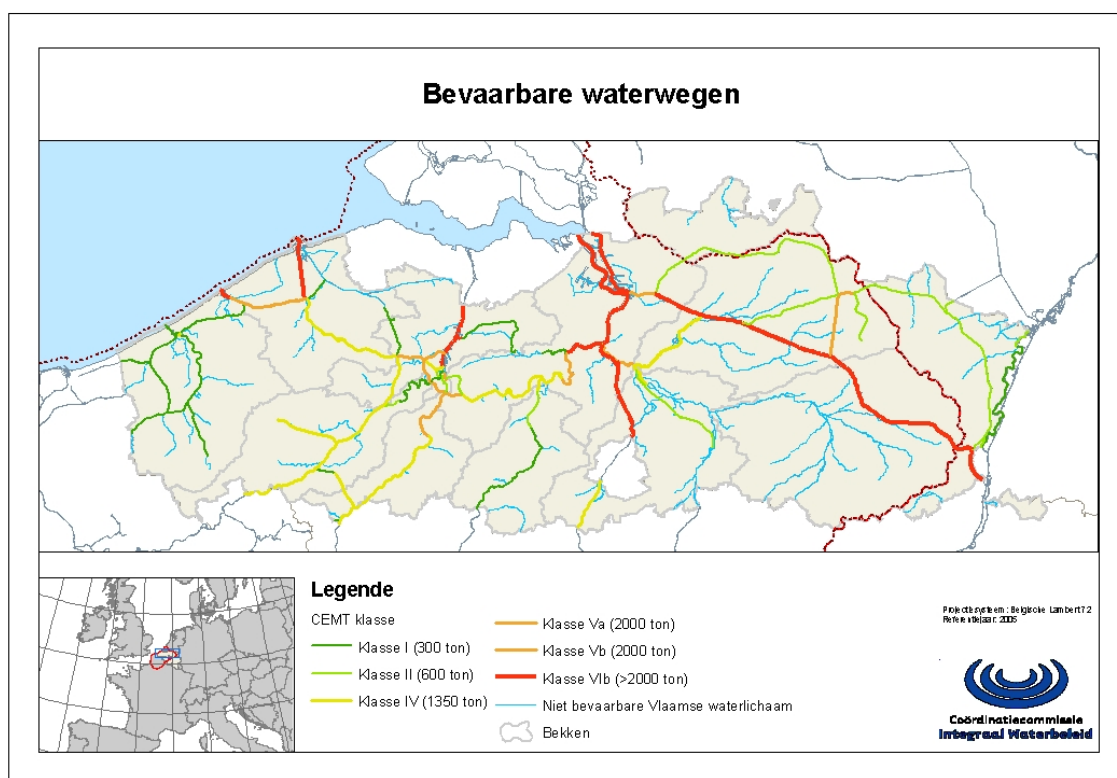 Bevaarbare waterwegen
Legende
CEMT klasse
Klasse I (300 ton)
Klasse II (600 ton)
Klasse IV (1350 ton)
Klasse Va (2000 ton)
Klasse Vb (2000 ton)
Klasse VIb (>2000 ton)
Niet bevaarbare Vlaamse waterlichaam
Bekken
Projectiesysteem : Belgische Lambert 72
Referentiejaar: 2005
Coördinatiecommissie
Integraal Waterbeleid